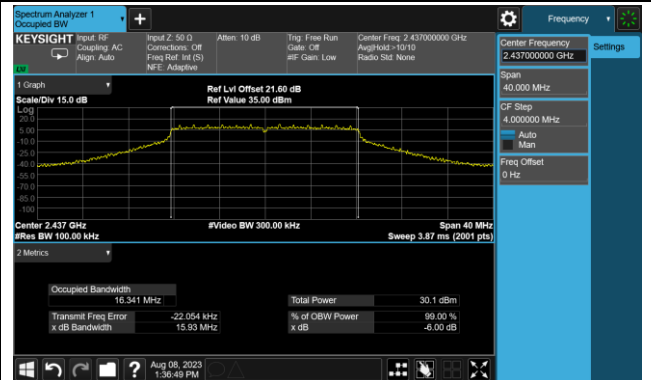 Spectrum Analyzer 1
Occupied BW
+
Frequency
KEYSIGHT
Input: RF
Coupling: AC
Align: Auto
Input Z: 50 Ω
Corrections: Off
Freq Ref: Int (S)
NFE: Adaptive
Atten: 10 dB
Trig: Free Run
Gate: Off
#IF Gain: Low
Center Freq: 2.437000000 GHz
Avg|Hold:>10/10
Radio Std: None
LXI
Center Frequency
2.437000000 GHz
Settings
Span
40.000 MHz
CF Step
4.000000 MHz
Auto
Man
Freq Offset
0 Hz
1 Graph
Scale/Div 15.0 dB
Ref Lvl Offset 21.60 dB
Ref Value 35.00 dBm
Log
20.0
5.00
-10.0
-25.0
-40.0
-55.0
-70.0
-85.0
-100
Center 2.437 GHz
#Video BW 300.00 kHz
Span 40 MHz
#Res BW 100.00 kHz
Sweep 3.87 ms (2001 pts)
2 Metrics
Occupied Bandwidth
16.341 MHz
Total Power
30.1 dBm
Transmit Freq Error
-22.054 kHz
% of OBW Power
99.00 %
x dB Bandwidth
15.93 MHz
x dB
-6.00 dB
?
Aug 08, 2023
1:36:49 PM